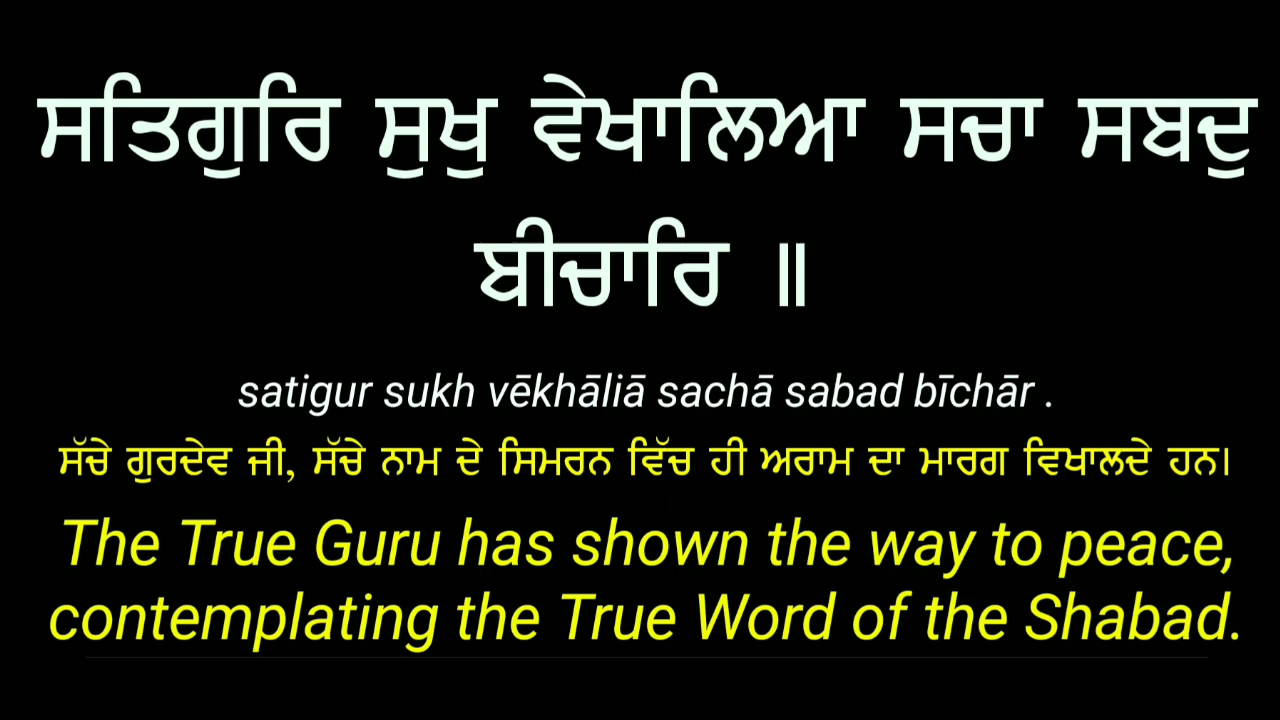 ਸਤਿਗੁਰਿ ਸੁਖੁ ਵੇਖਾਲਿਆ ਸਚਾ ਸਬਦੁ
ਬੀਚਾਰਿ ॥
satigur sukh vēkhāliā sachā sabad bīchār .
ਸੱਚੇ ਗੁਰਦੇਵ ਜੀ, ਸੱਚੇ ਨਾਮ ਦੇ ਸਿਮਰਨ ਵਿੱਚ ਹੀ ਅਰਾਮ ਦਾ ਮਾਰਗ ਵਿਖਾਲਦੇ ਹਨ।
The True Guru has shown the way to peace,
contemplating the True Word of the Shabad.